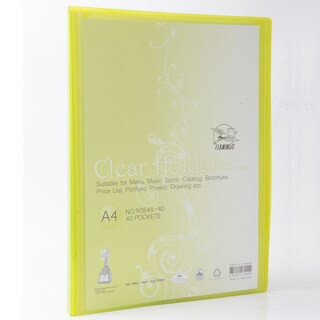 FLAMINGO
Clear Holder
Suitable for Menu, Music Score, Catalog, Brochure
Price List, Portfolio, Project, Drawing etc.
A4
NO.9084A-40
40 POCKETS